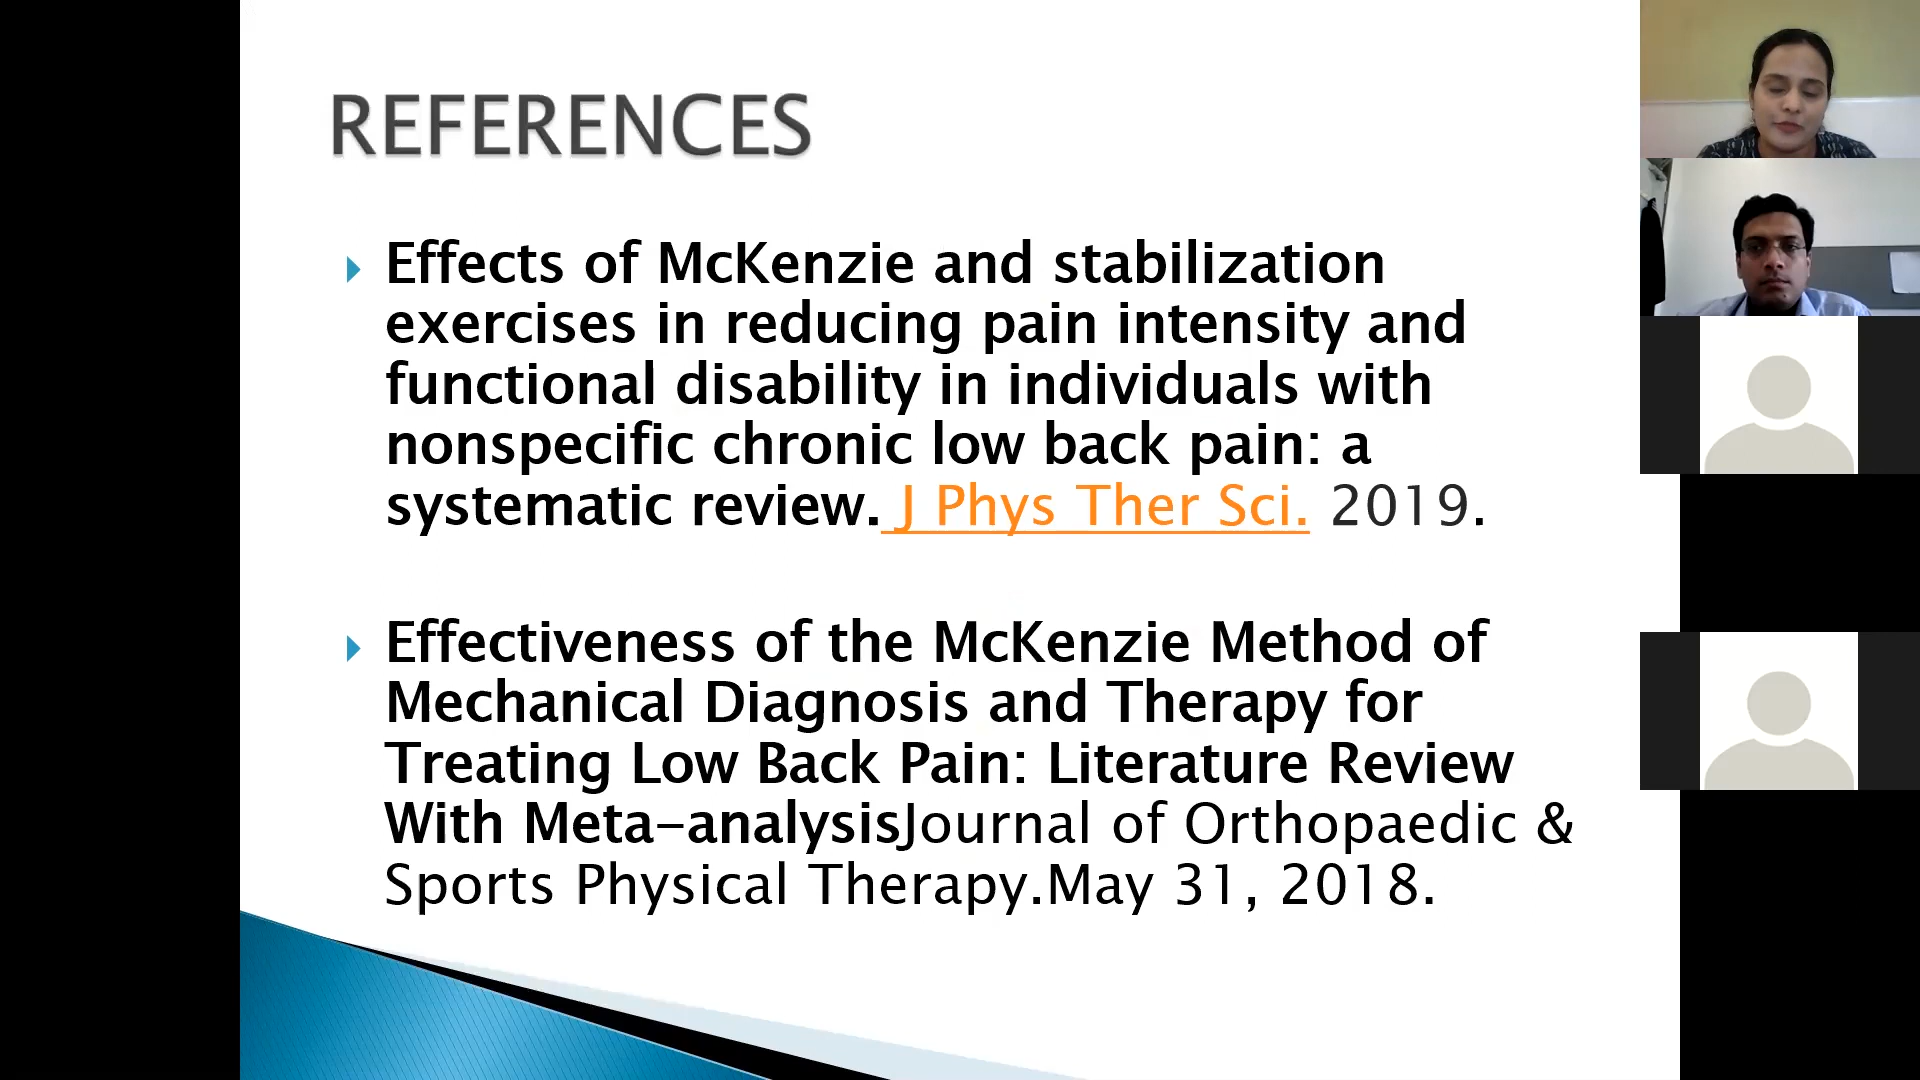 REFERENCES
Effects of McKenzie and stabilization
exercises in reducing pain intensity and
functional disability in individuals with
nonspecific chronic low back pain: a
systematic review. J Phys Ther Sci. 2019.
Effectiveness of the McKenzie Method of
Mechanical Diagnosis and Therapy for
Treating Low Back Pain: Literature Review
With Meta-analysisJournal of Orthopaedic &
Sports Physical Therapy.May 31, 2018.